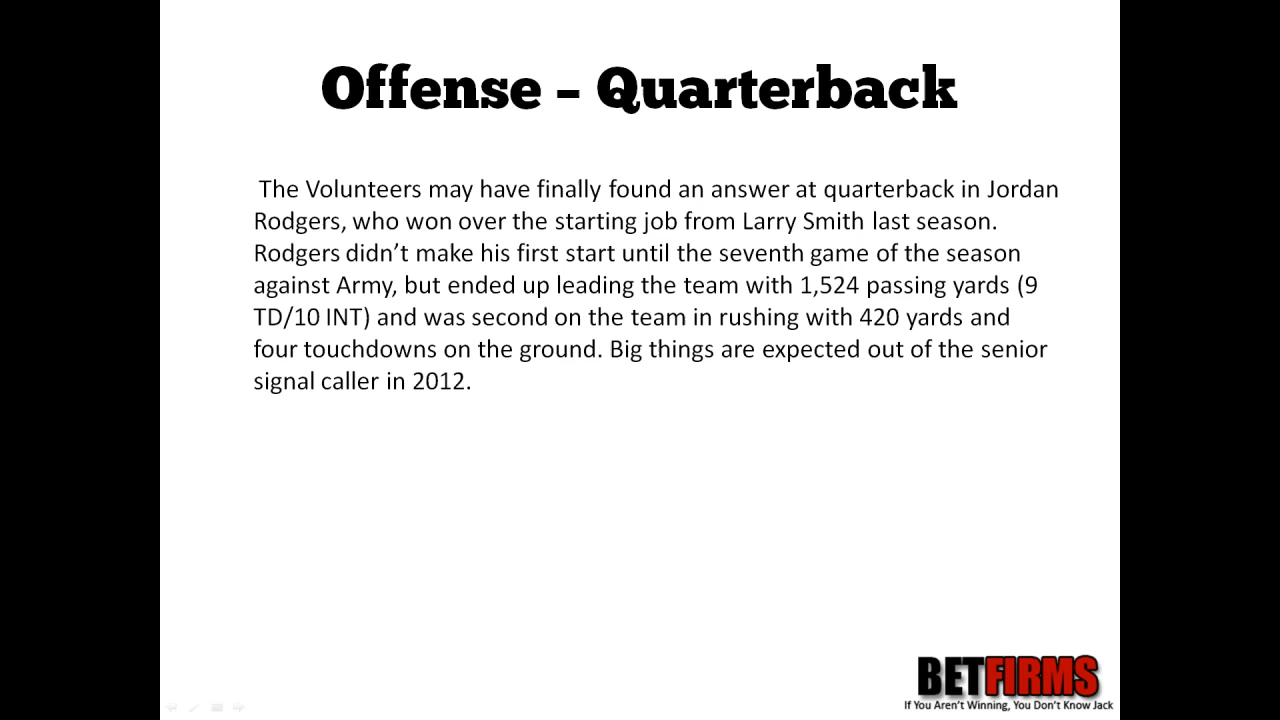 Offense – Quarterback
The Volunteers may have finally found an answer at quarterback in Jordan
Rodgers, who won over the starting job from Larry Smith last season.
Rodgers didn’t make his first start until the seventh game of the season
against Army, but ended up leading the team with 1,524 passing yards (9
TD/10 INT) and was second on the team in rushing with 420 yards and
four touchdowns on the ground. Big things are expected out of the senior
signal caller in 2012.
BETFIRMS
If You Aren't Winning, You Don't Know Jack